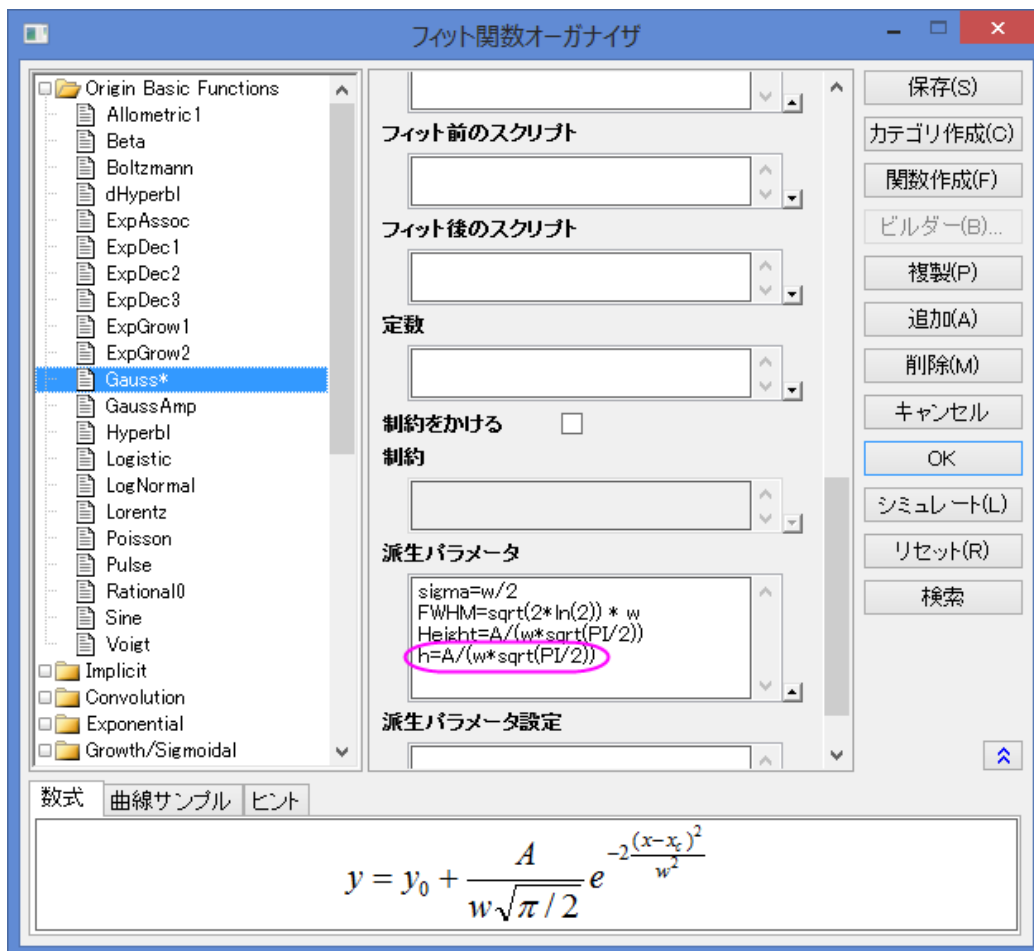 フィット関数オーガナイザ
Origin Basic Functions
Allometric1
Beta
Boltzmann
dHyperbl
ExpAssoc
ExpDec1
ExpDec2
ExpDec3
ExpGrow1
ExpGrow2
Gauss*
GaussAmp
Hyperbl
Logistic
LogNormal
Lorentz
Poisson
Pulse
Rational0
Sine
Voigt
Implicit
Convolution
Exponential
Growth/Sigmoidal
フィット前のスクリプト
フィット後のスクリプト
定数
制約をかける
制約
派生パラメータ
sigma=w/2
FWHM=sqrt(2*ln(2)) * w
Height=A/(w*sqrt(PI/2))
h=A/(w*sqrt(PI/2))
派生パラメータ設定
保存(S)
カテゴリ作成(C)
関数作成(F)
ビルダー(B)...
複製(P)
追加(A)
削除(M)
キャンセル
OK
シミュレート(L)
リセット(R)
検索
数式 曲線サンプル ヒント
y = y₀ + A/(w√(π/2)) e^(-2(x-x_c)²/w²)